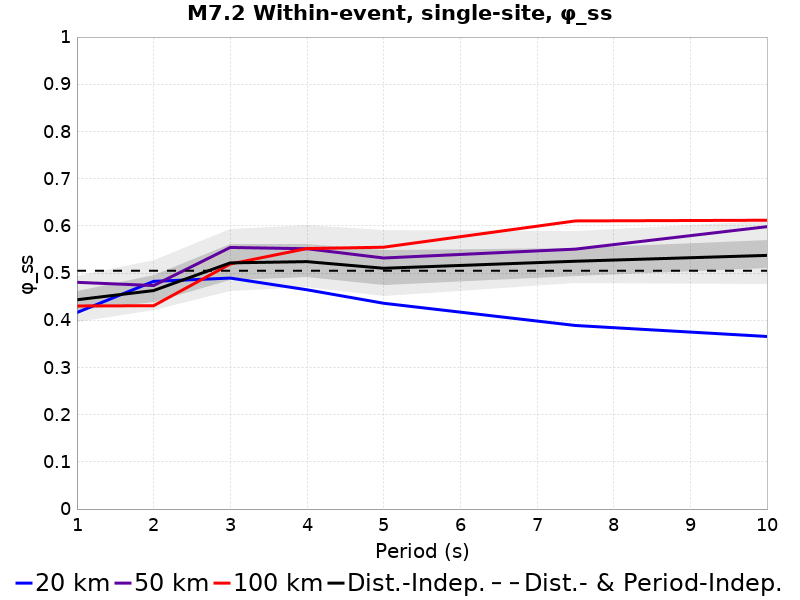 M7.2 Within-event, single-site, φ_ss
1
0.9
0.8
0.7
0.6
0.5
0.4
0.3
0.2
0.1
0
φ_ss
1 2 3 4 5 6 7 8 9 10
Period (s)
20 km 50 km 100 km Dist.-Indep. Dist.- & Period-Indep.